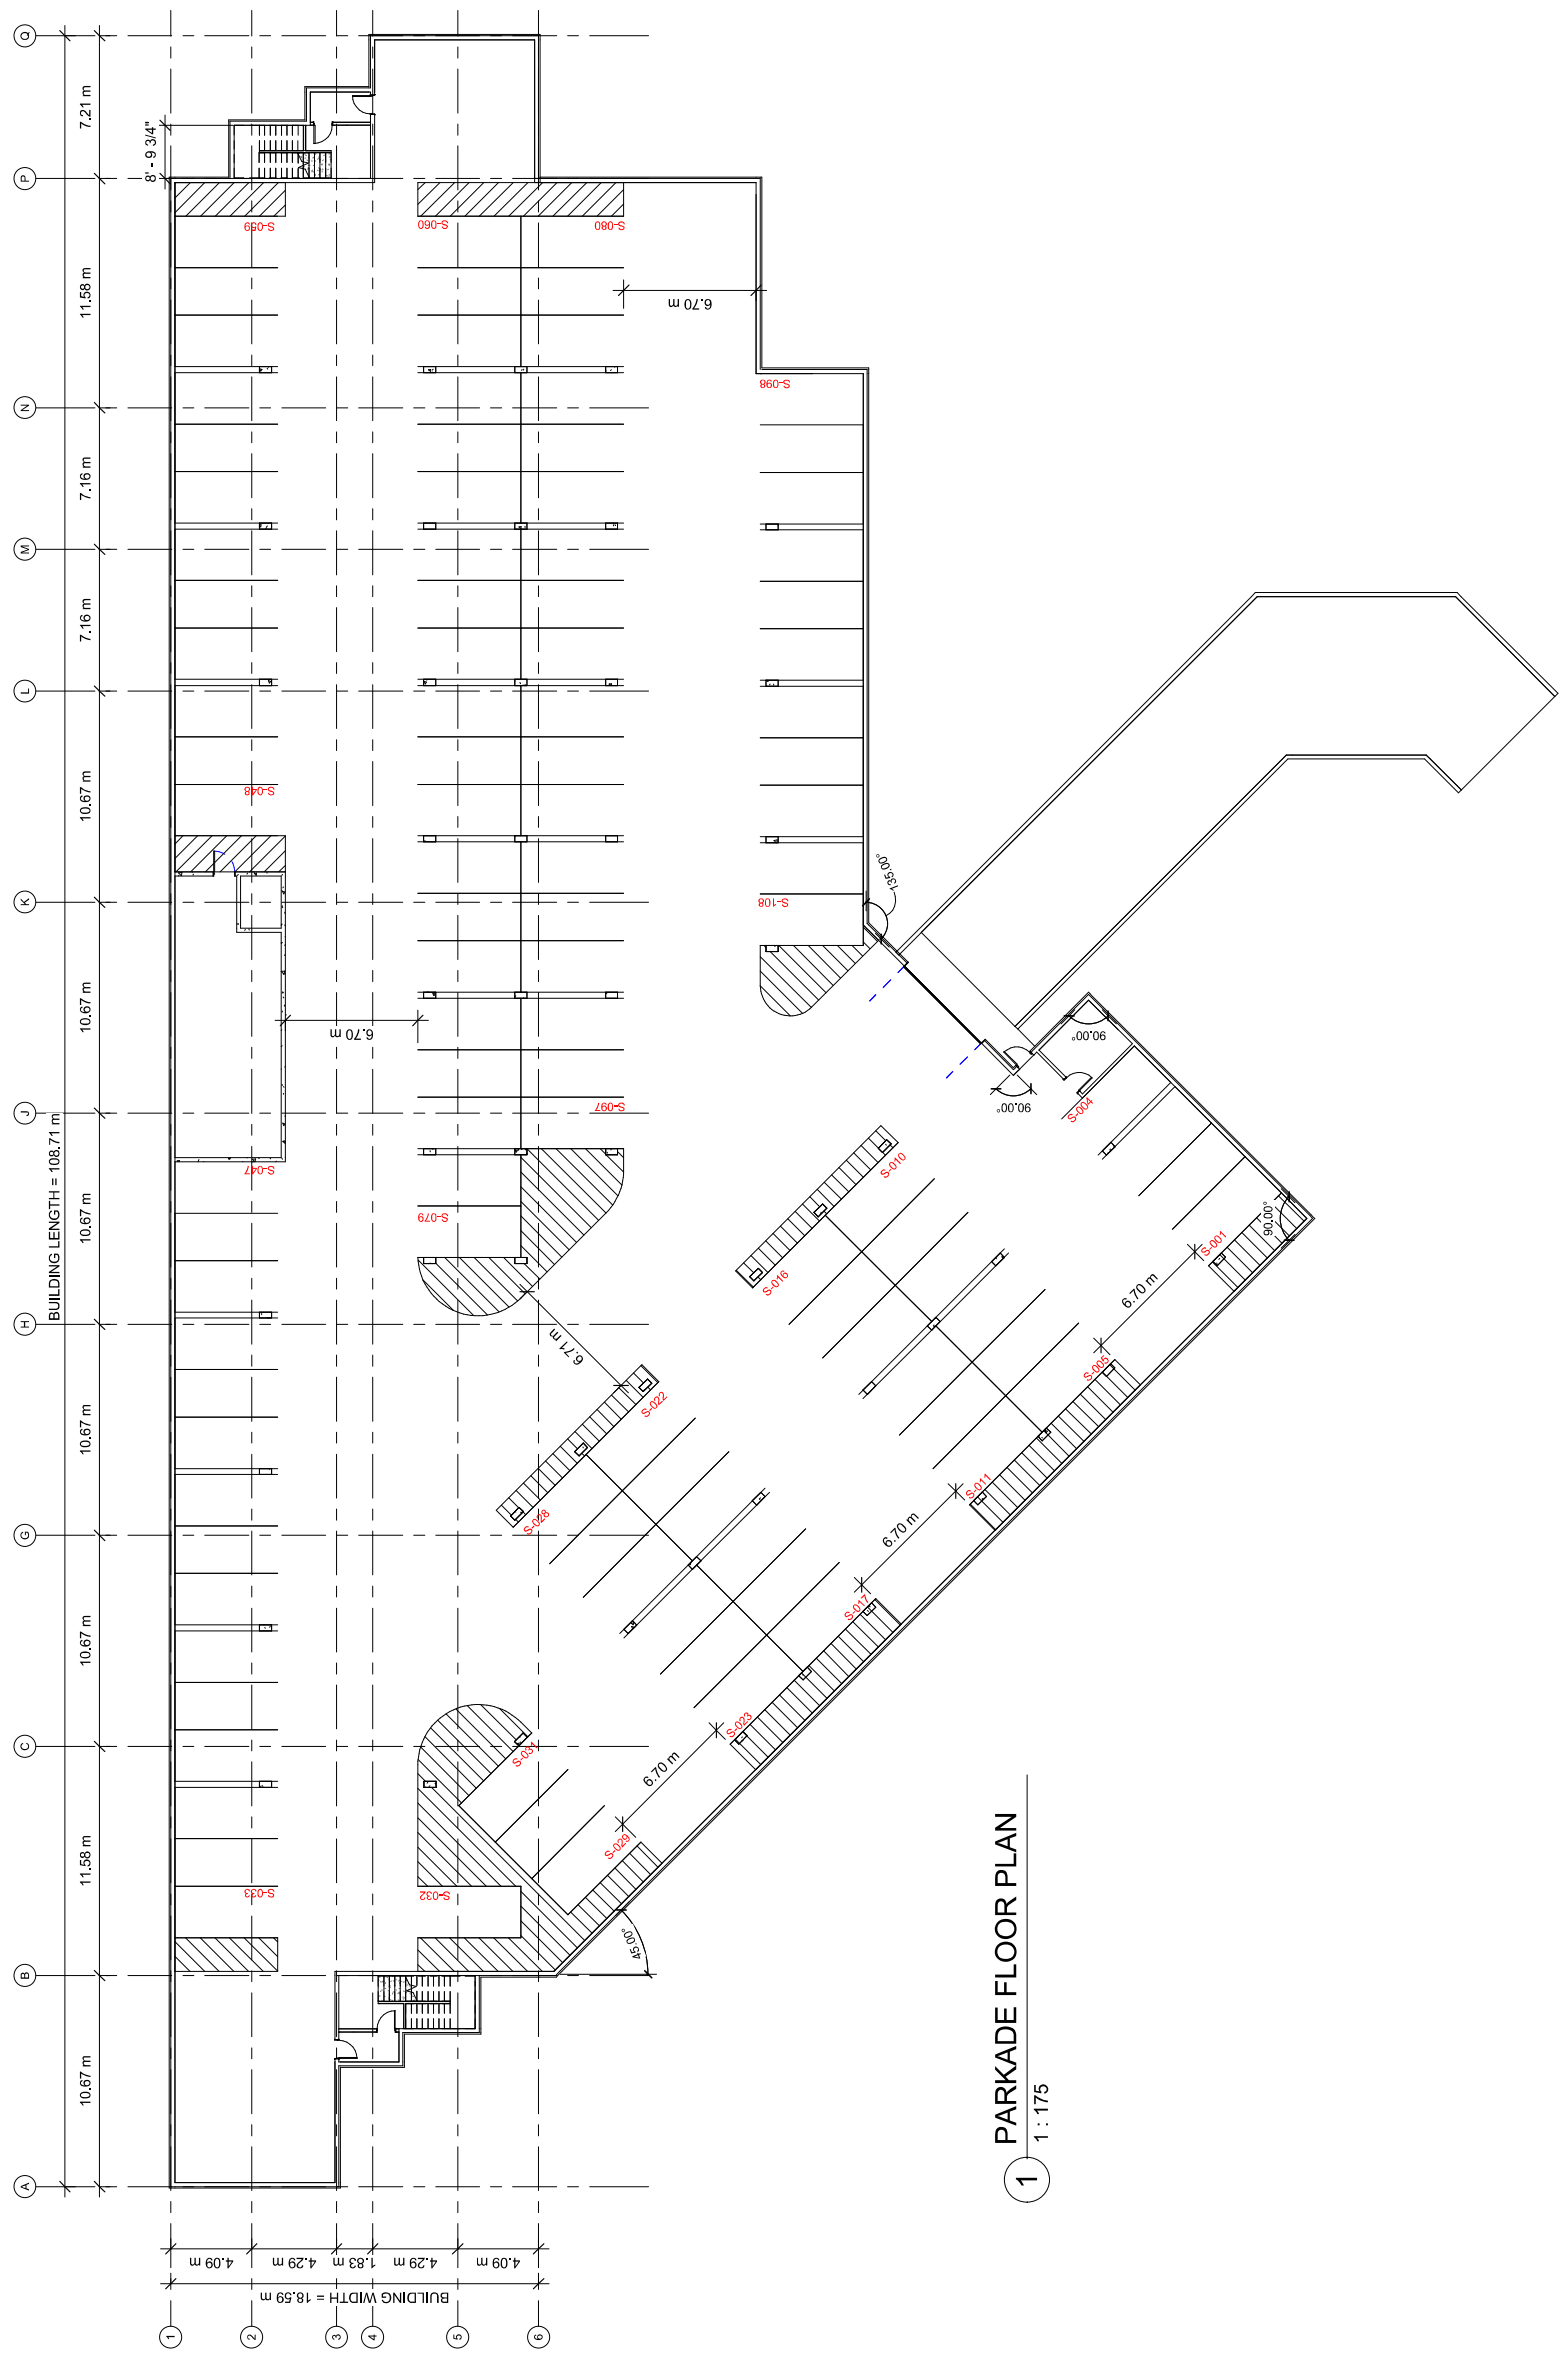 Q
P
N
M
L
K
J
H
G
C
B
A
BUILDING LENGTH = 108.71 m
7.21 m
11.58 m
7.16 m
7.16 m
10.67 m
10.67 m
10.67 m
10.67 m
10.67 m
11.58 m
10.67 m
8' - 9 3/4"
S-059
S-060
S-080
6.70 m
S-098
S-048
S-108
135.00°
6.70 m
S-097
S-047
S-079
90.00°
90.00°
S-004
S-010
S-016
90.00°
S-001
6.70 m
S-005
6.71 m
S-022
S-028
S-011
6.70 m
S-017
S-023
6.70 m
S-031
S-029
S-033
S-032
45.00°
4.09 m
4.29 m
1.83 m
4.29 m
4.09 m
BUILDING WIDTH = 18.59 m
1
2
3
4
5
6
1
PARKADE FLOOR PLAN
1 : 175